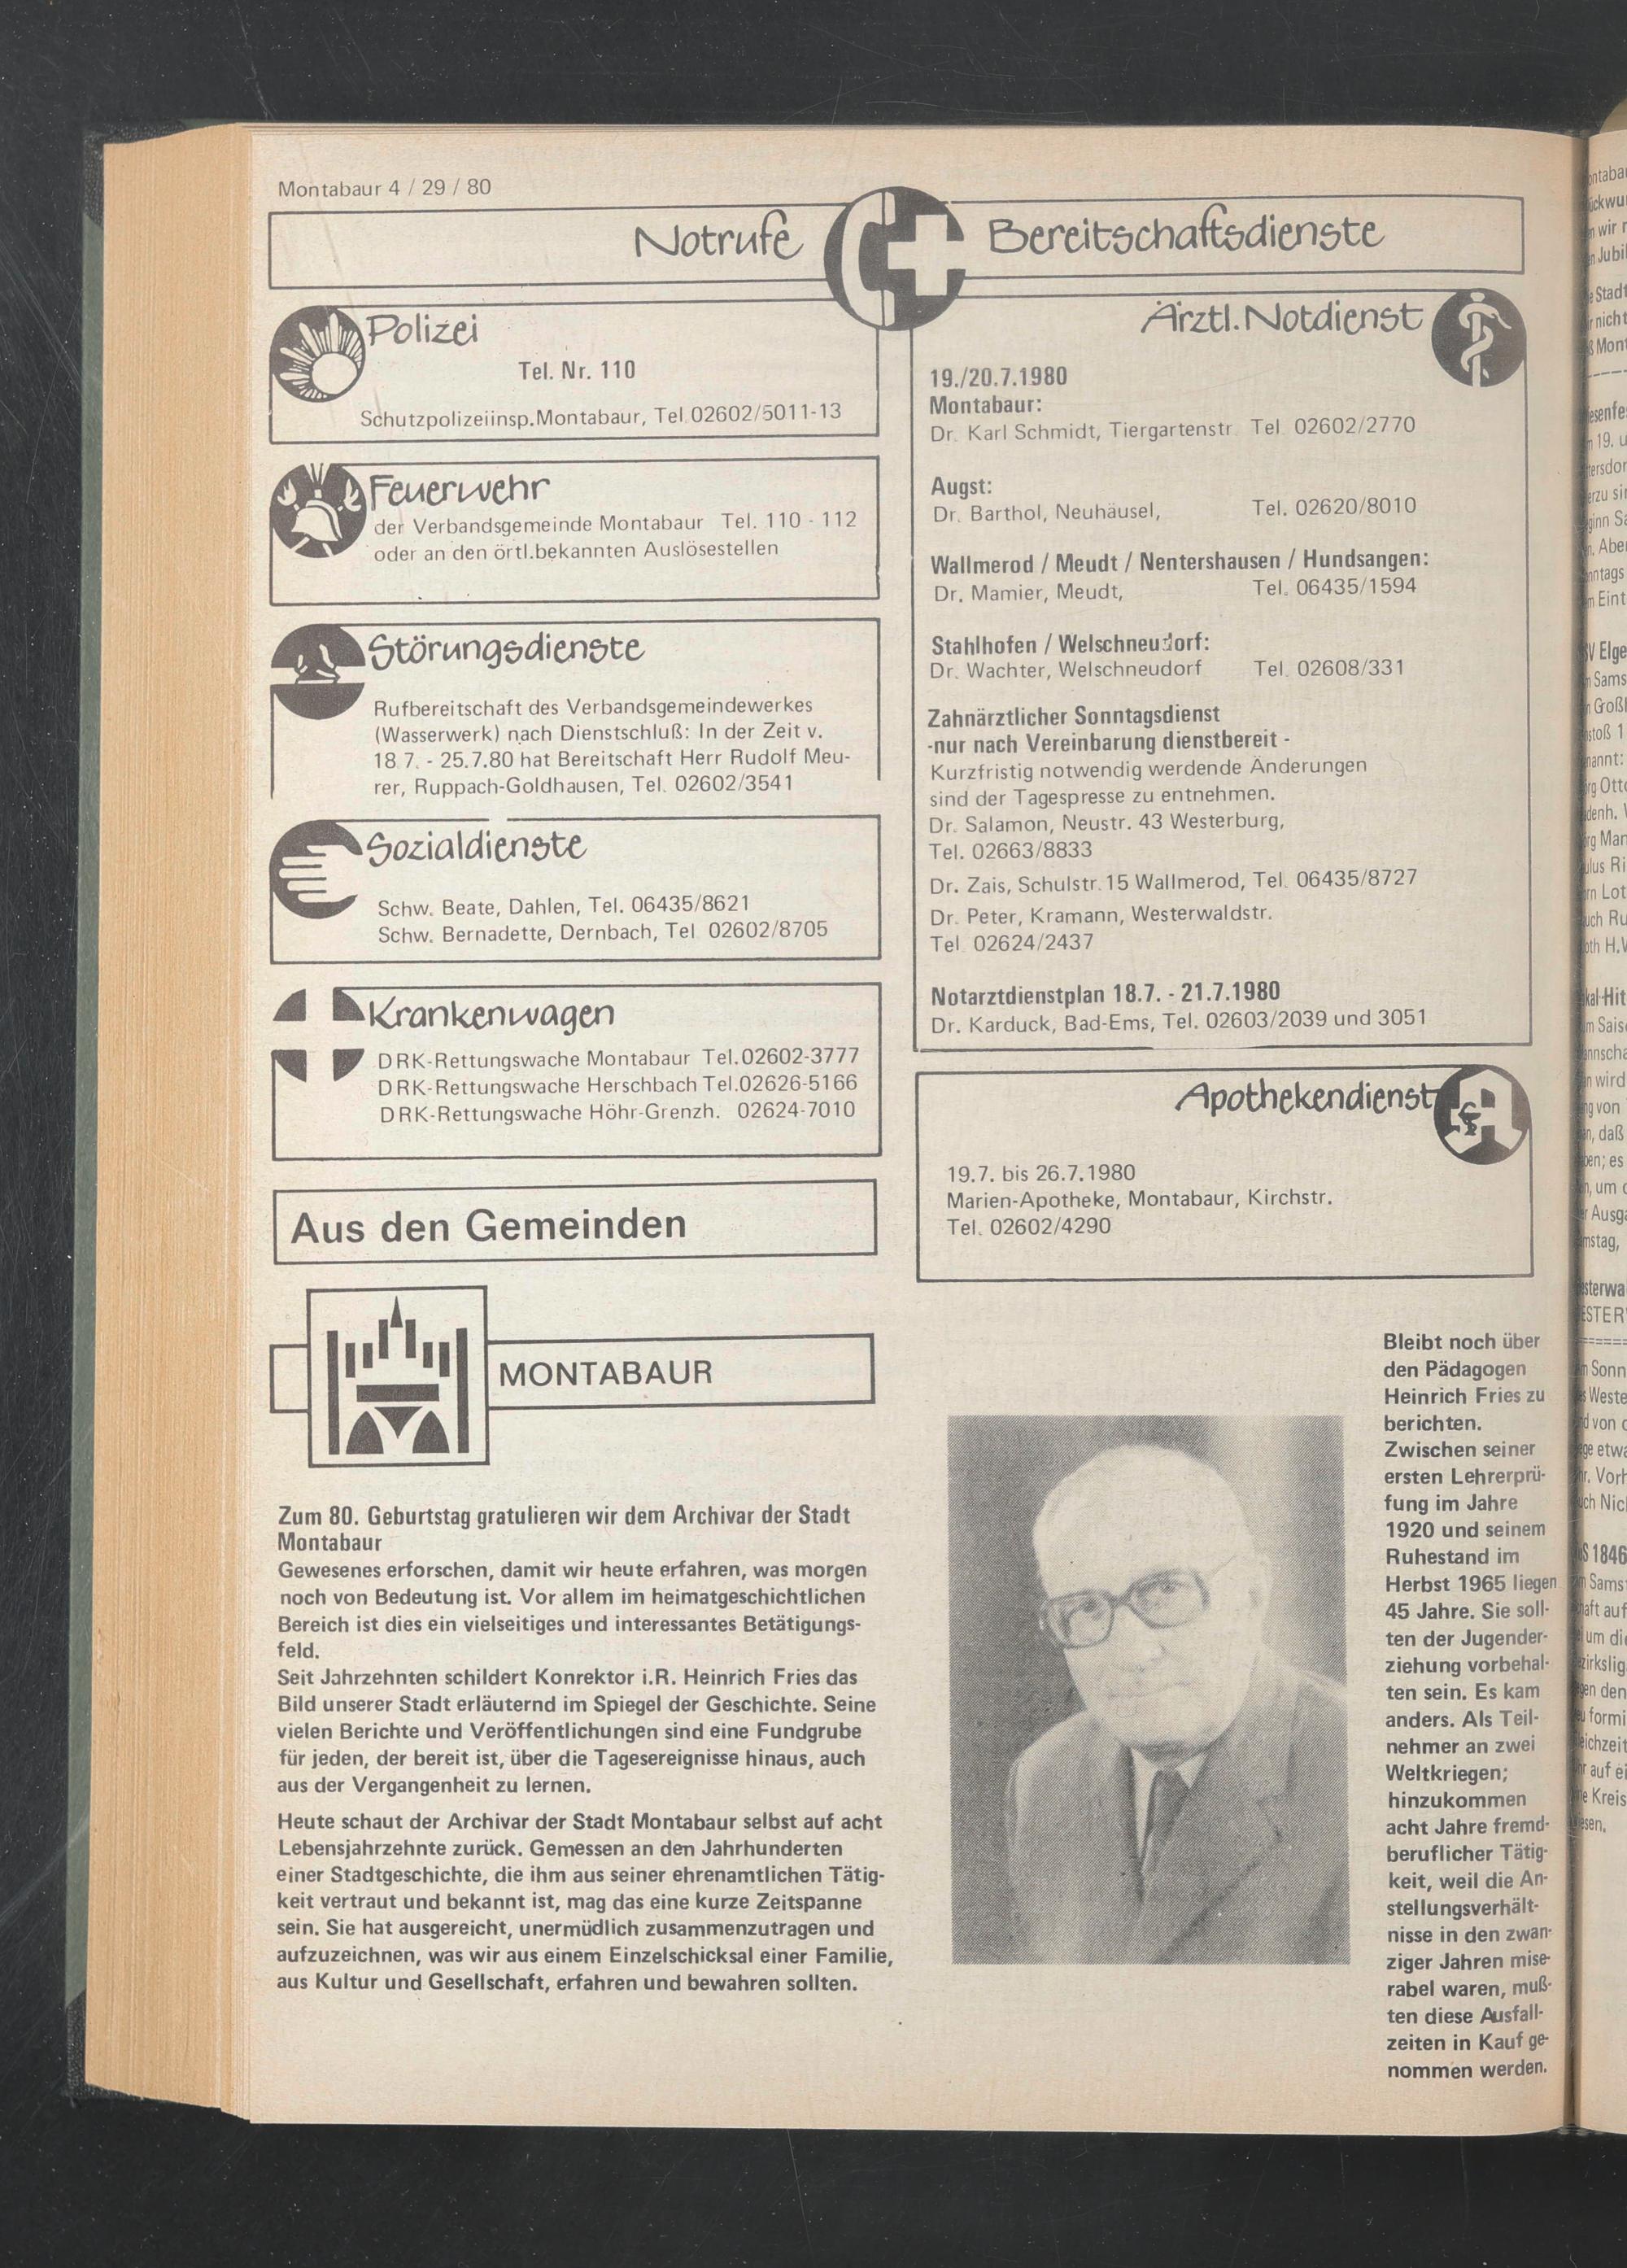 Montabaur 4 / 29 / 80
Notrufe
Bereitschaftsdienste
Polizei
Tel. Nr. 110
Schutzpolizeiinsp.Montabaur, Tel 02602/5011-13
Feuerwehr
der Verbandsgemeinde Montabaur Tel. 110 - 112
oder an den örtl.bekannten Auslösestellen
Störungsdienste
Rufbereitschaft des Verbandsgemeindewerkes
(Wasserwerk) nach Dienstschluß: In der Zeit v.
18.7. - 25.7.80 hat Bereitschaft Herr Rudolf Meu-
rer, Ruppach-Goldhausen, Tel. 02602/3541
Sozialdienste
Schw. Beate, Dahlen, Tel. 06435/8621
Schw. Bernadette, Dernbach, Tel 02602/8705
Krankenwagen
DRK-Rettungswache Montabaur Tel.02602-3777
DRK-Rettungswache Herschbach Tel.02626-5166
DRK-Rettungswache Höhr-Grenzh. 02624-7010
Ärztl. Notdienst
19./20.7.1980
Montabaur:
Dr. Karl Schmidt, Tiergartenstr. Tel. 02602/2770
Augst:
Dr. Barthol, Neuhäusel, Tel. 02620/8010
Wallmerod / Meudt / Nentershausen / Hundsangen:
Dr. Mamier, Meudt, Tel. 06435/1594
Stahlhofen / Welschneudorf:
Dr. Wachter, Welschneudorf Tel. 02608/331
Zahnärztlicher Sonntagsdienst
-nur nach Vereinbarung dienstbereit -
Kurzfristig notwendig werdende Änderungen
sind der Tagespresse zu entnehmen.
Dr. Salamon, Neustr. 43 Westerburg,
Tel. 02663/8833
Dr. Zais, Schulstr. 15 Wallmerod, Tel. 06435/8727
Dr. Peter, Kramann, Westerwaldstr.
Tel. 02624/2437
Notarztdienstplan 18.7. - 21.7.1980
Dr. Karduck, Bad-Ems, Tel. 02603/2039 und 3051
Apothekendienst
19.7. bis 26.7.1980
Marien-Apotheke, Montabaur, Kirchstr.
Tel. 02602/4290
Aus den Gemeinden
MONTABAUR
Zum 80. Geburtstag gratulieren wir dem Archivar der Stadt
Montabaur
Gewesenes erforschen, damit wir heute erfahren, was morgen
noch von Bedeutung ist. Vor allem im heimatgeschichtlichen
Bereich ist dies ein vielseitiges und interessantes Betätigungs-
feld.
Seit Jahrzehnten schildert Konrektor i.R. Heinrich Fries das
Bild unserer Stadt erläuternd im Spiegel der Geschichte. Seine
vielen Berichte und Veröffentlichungen sind eine Fundgrube
für jeden, der bereit ist, über die Tagesereignisse hinaus, auch
aus der Vergangenheit zu lernen.
Heute schaut der Archivar der Stadt Montabaur selbst auf acht
Lebensjahrzehnte zurück. Gemessen an den Jahrhunderten
einer Stadtgeschichte, die ihm aus seiner ehrenamtlichen Tätig-
keit vertraut und bekannt ist, mag das eine kurze Zeitspanne
sein. Sie hat ausgereicht, unermüdlich zusammenzutragen und
aufzuzeichnen, was wir aus einem Einzelschicksal einer Familie,
aus Kultur und Gesellschaft, erfahren und bewahren sollten.
Bleibt noch über
den Pädagogen
Heinrich Fries zu
berichten.
Zwischen seiner
ersten Lehrerprü-
fung im Jahre
1920 und seinem
Ruhestand im
Herbst 1965 liegen
45 Jahre. Sie soll-
ten der Jugender-
ziehung vorbehal-
ten sein. Es kam
anders. Als Teil-
nehmer an zwei
Weltkriegen;
hinzukommen
acht Jahre fremd-
beruflicher Tätig-
keit, weil die An-
stellungsverhält-
nisse in den zwan-
ziger Jahren mise-
rabel waren, muß-
ten diese Ausfall-
zeiten in Kauf ge-
nommen werden.